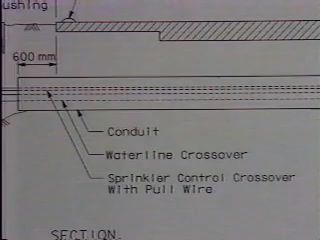 ushing
600 mm
Conduit
Waterline Crossover
Sprinkler Control Crossover
With Pull Wire
SECTION